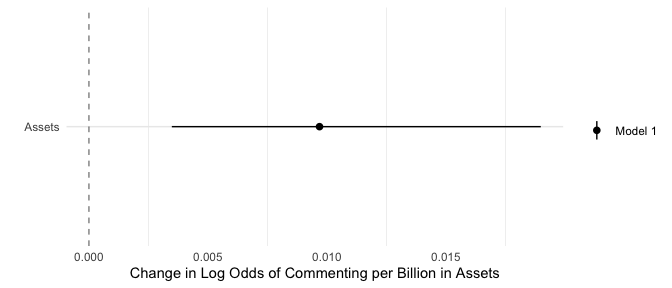 Assets
Model 1
0.000
0.005
0.010
0.015
Change in Log Odds of Commenting per Billion in Assets